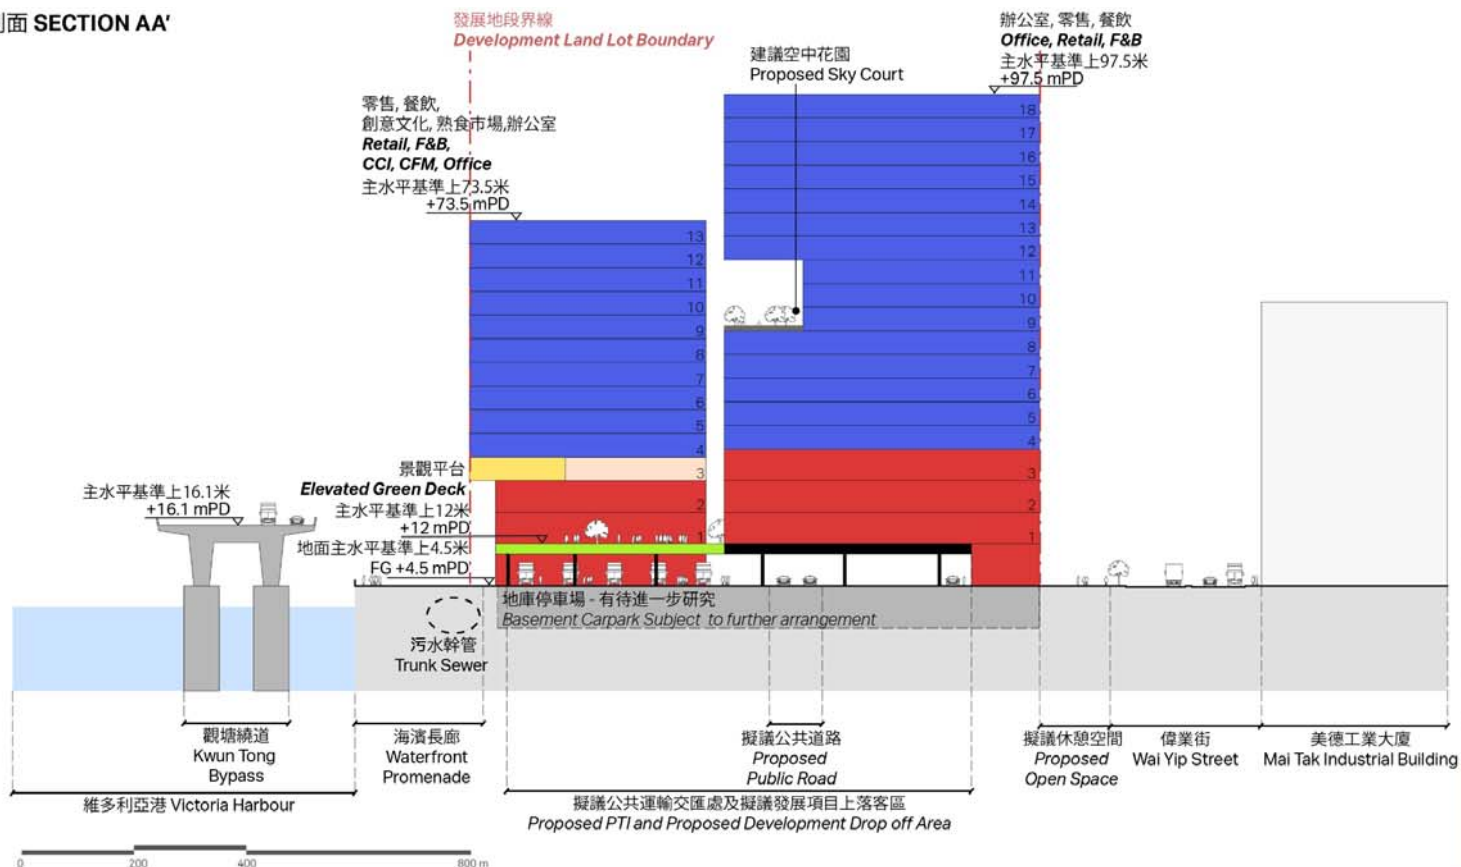 剖面 SECTION AA'
發展地段界線
Development Land Lot Boundary
辦公室, 零售, 餐飲
Office, Retail, F&B
主水平基準上97.5米
+97.5 mPD
建議空中花園
Proposed Sky Court
零售, 餐飲,
創意文化, 熟食市場,辦公室
Retail, F&B,
CCI, CFM, Office
主水平基準上73.5米
+73.5 mPD
18
17
16
15
14
13
12
11
10
9
8
7
6
5
4
3
2
1
13
12
11
10
9
8
7
6
5
4
3
2
1
景觀平台
Elevated Green Deck
主水平基準上12米
+12 mPD
地面主水平基準上4.5米
FG +4.5 mPD
主水平基準上16.1米
+16.1 mPD
地庫停車場 - 有待進一步研究
Basement Carpark Subject to further arrangement
污水幹管
Trunk Sewer
觀塘繞道
Kwun Tong
Bypass
海濱長廊
Waterfront
Promenade
擬議公共道路
Proposed
Public Road
擬議休憩空間
Proposed
Open Space
偉業街
Wai Yip Street
美德工業大廈
Mai Tak Industrial Building
維多利亞港 Victoria Harbour
擬議公共運輸交匯處及擬議發展項目上落客區
Proposed PTI and Proposed Development Drop off Area
0 200 400 800 m